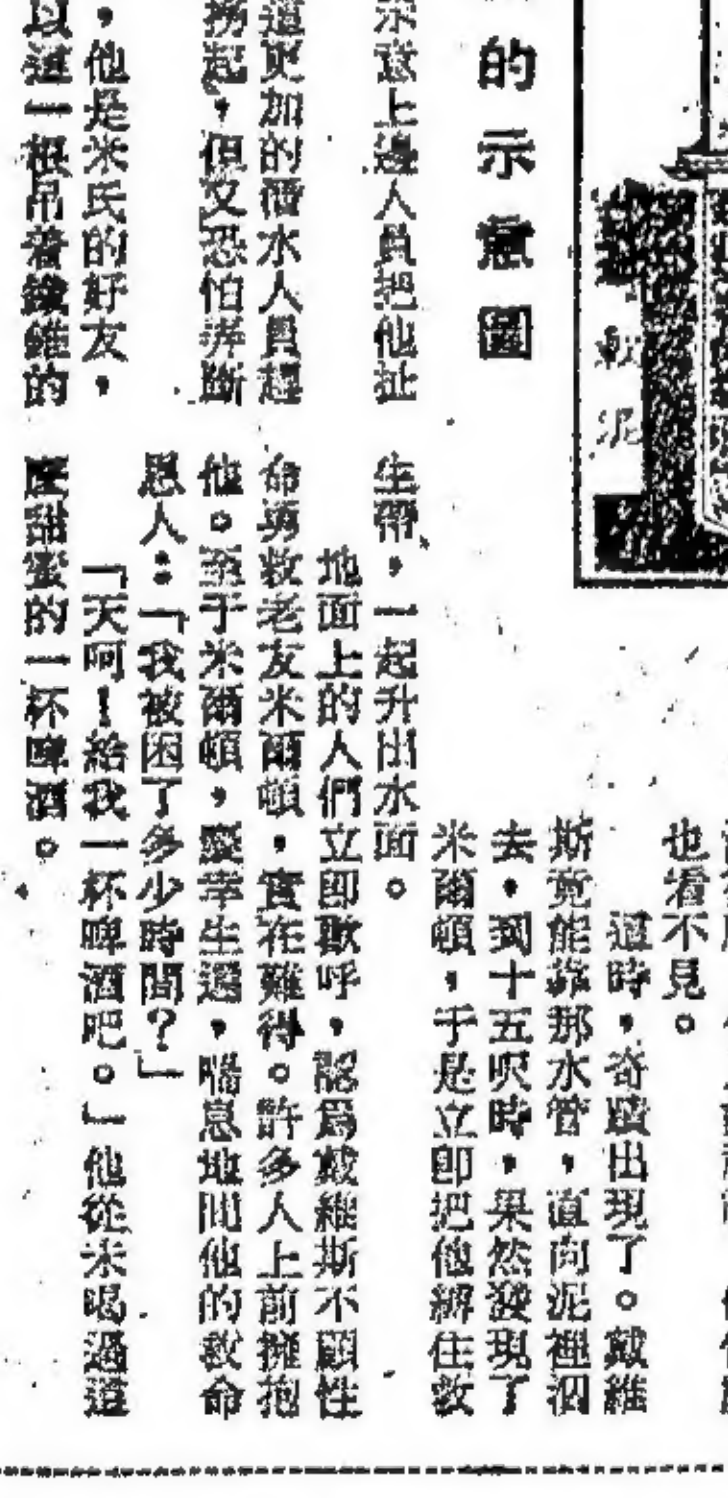 的示意圖
軟泥
示意上邊人員把他扯
道更加的潛水人員趕
撈起，但又恐怕弄斷
，他是米氏的好友，
以這一根吊着戴維的
也看不見。
這時，奇蹟出現了。戴維
斯竟能靠那水管，直向泥裡泅
去，到十五呎時，果然發現了
米爾頓，于是立即把他綁住救
生帶，一起升出水面。
地面上的人們立即歡呼，認爲戴維斯不顧性
命勇救老友米爾頓，實在難得。許多人上前擁抱
他。至于米爾頓，慶幸生還，喘息地問他的救命
恩人：「我被困了多少時間？」
「天呵！給我一杯啤酒吧。」他從未喝過這
麼甜蜜的一杯啤酒。